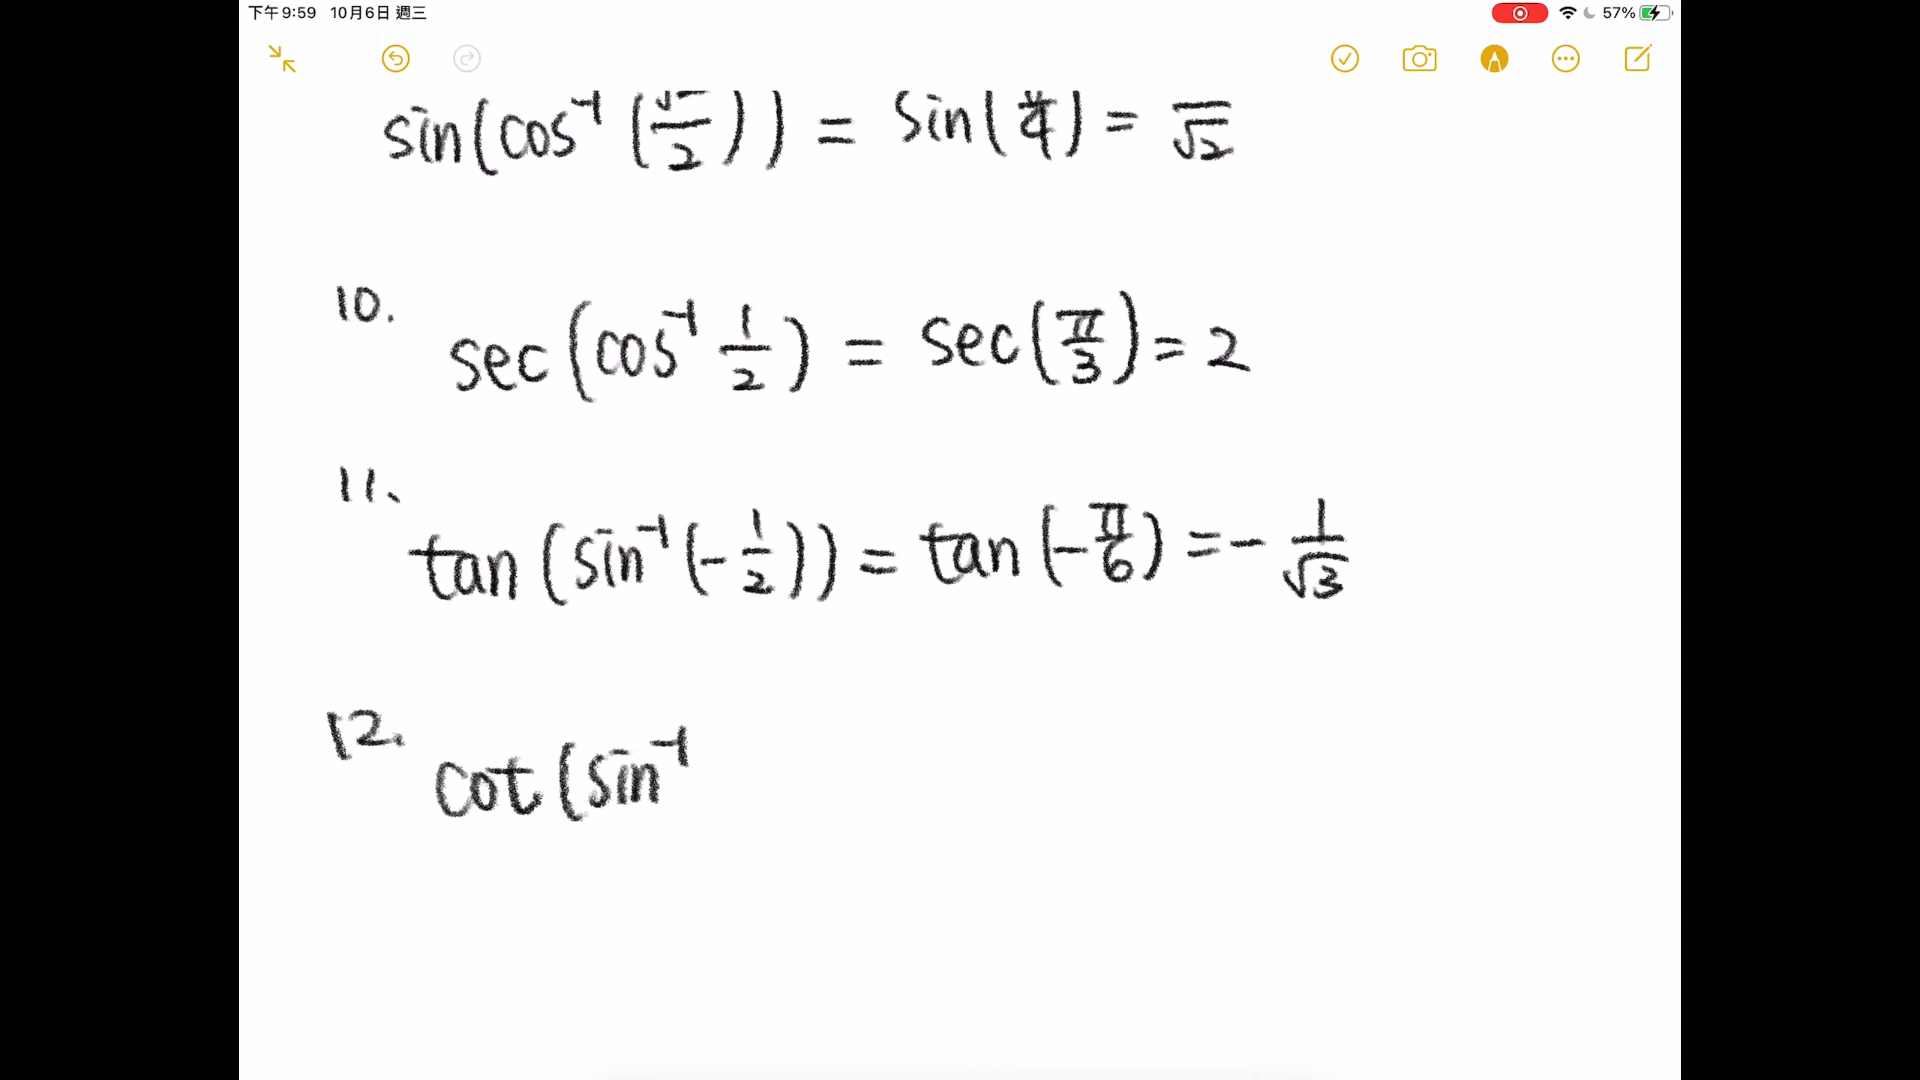 下午9:59 10月6日 週三 57%
sin(cos⁻¹(√‾/2)) = sin(π/4) = ‾/√2
10.
sec(cos⁻¹ 1/2) = sec(π/3) = 2
11.
tan(sin⁻¹(-1/2)) = tan(-π/6) = - 1/√3
12.
cot(sin⁻¹